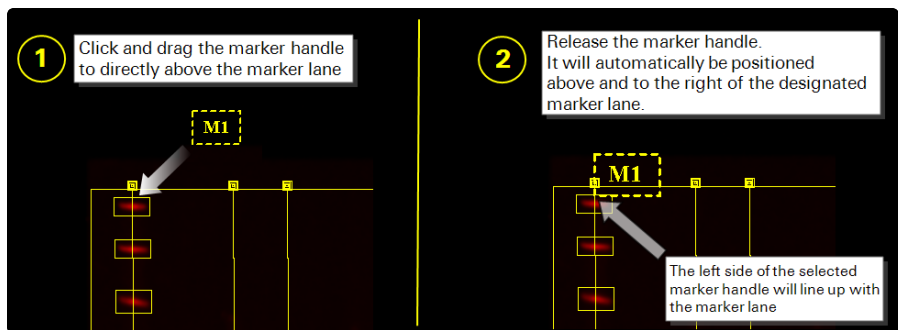 1
Click and drag the marker handle
to directly above the marker lane
M1
2
Release the marker handle.
It will automatically be positioned
above and to the right of the designated
marker lane.
M1
The left side of the selected
marker handle will line up with
the marker lane